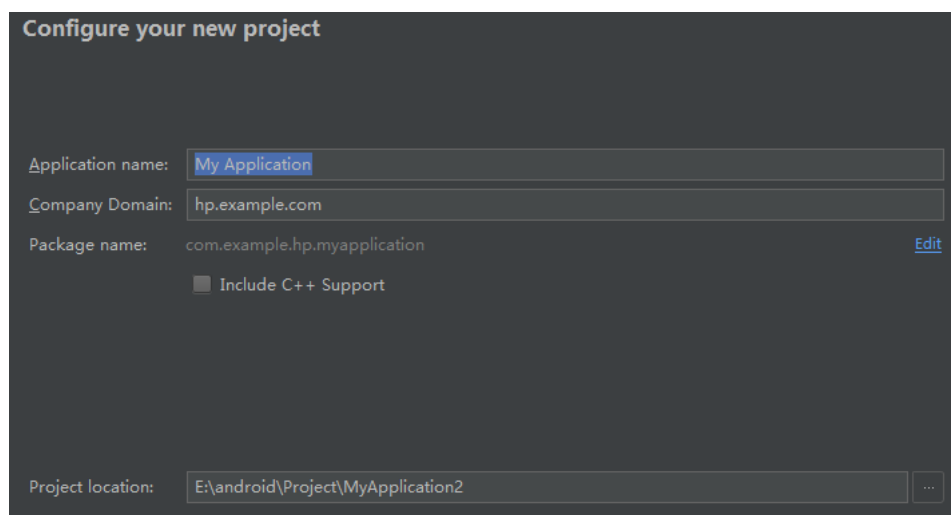 Configure your new project
Application name: My Application
Company Domain: hp.example.com
Package name: com.example.hp.myapplication Edit
Include C++ Support
Project location: E:\android\Project\MyApplication2 ...